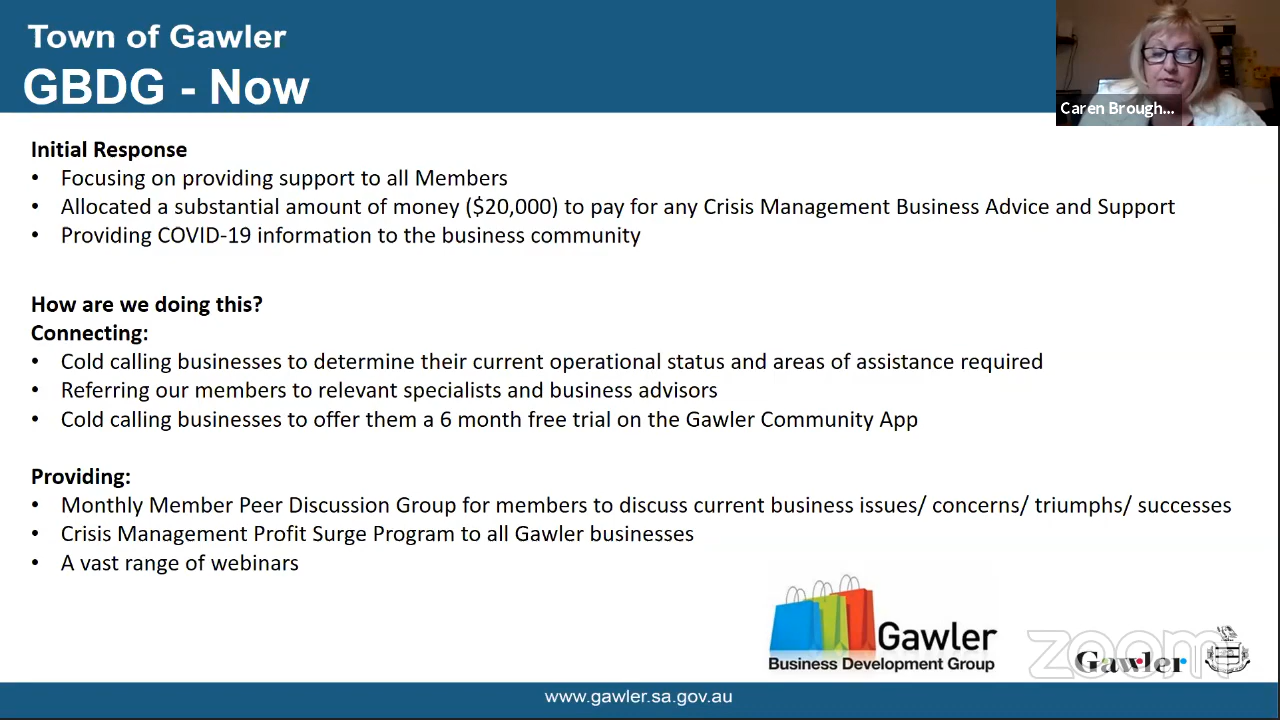 Town of Gawler
GBDG - Now
Caren Brough...
Initial Response
• Focusing on providing support to all Members
• Allocated a substantial amount of money ($20,000) to pay for any Crisis Management Business Advice and Support
• Providing COVID-19 information to the business community
How are we doing this?
Connecting:
• Cold calling businesses to determine their current operational status and areas of assistance required
• Referring our members to relevant specialists and business advisors
• Cold calling businesses to offer them a 6 month free trial on the Gawler Community App
Providing:
• Monthly Member Peer Discussion Group for members to discuss current business issues/ concerns/ triumphs/ successes
• Crisis Management Profit Surge Program to all Gawler businesses
• A vast range of webinars
Gawler
Business Development Group
zoom
Gawler
www.gawler.sa.gov.au